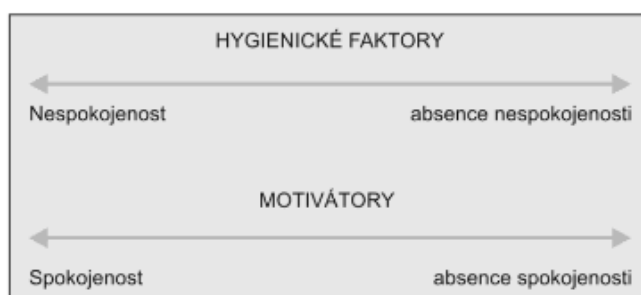 HYGIENICKÉ FAKTORY
Nespokojenost absence nespokojenosti
MOTIVÁTORY
Spokojenost absence spokojenosti